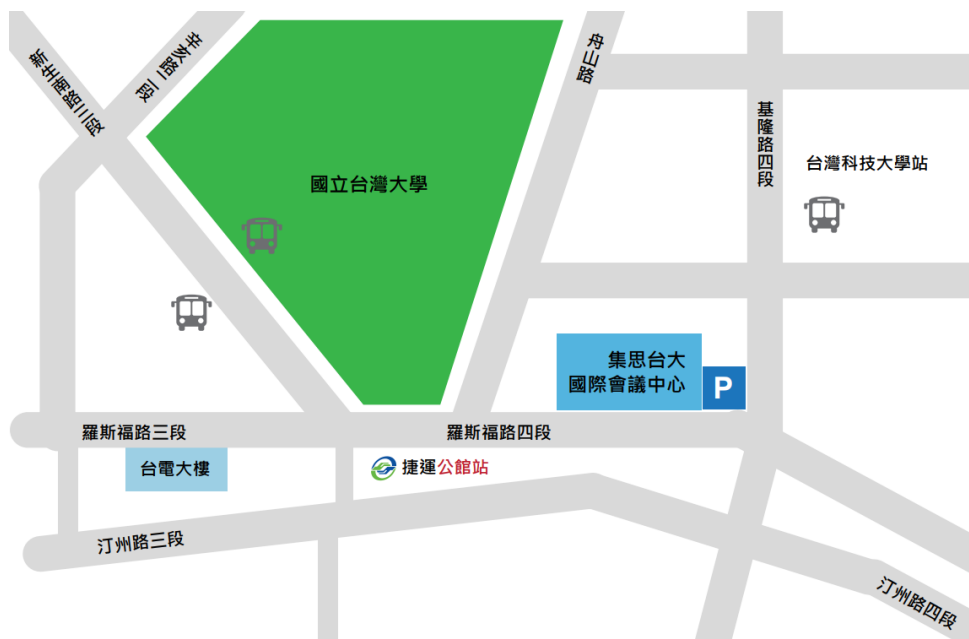 新生南路三段
辛亥路二段
舟山路
基隆路四段
台灣科技大學站
國立台灣大學
集思台大
國際會議中心
P
羅斯福路三段
羅斯福路四段
台電大樓
捷運公館站
汀州路三段
汀州路四段